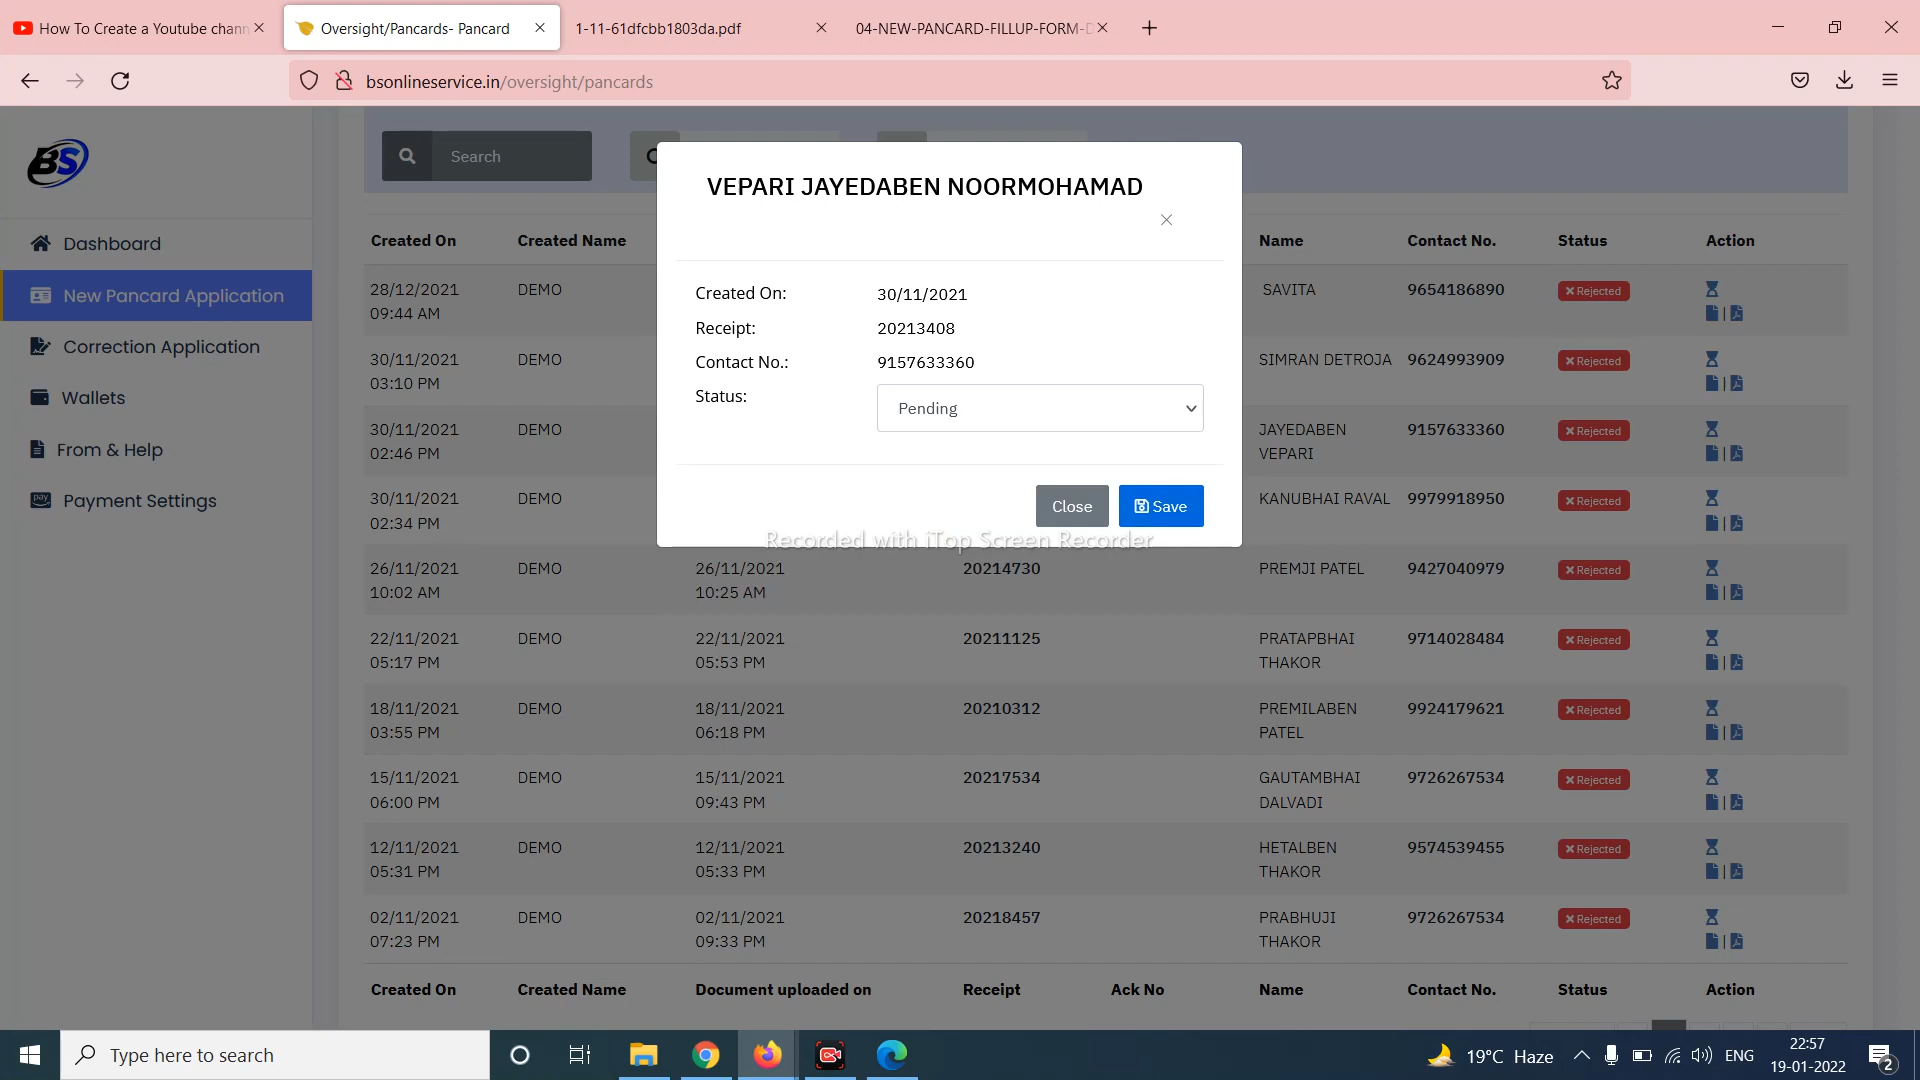 How To Create a Youtube chann
Oversight/Pancards- Pancard
1-11-61dfcbb1803da.pdf
04-NEW-PANCARD-FILLUP-FORM-D
bsonlineservice.in/oversight/pancards
BS
Search
Dashboard
New Pancard Application
Correction Application
Wallets
From & Help
Payment Settings
VEPARI JAYEDABEN NOORMOHAMAD
Created On: 30/11/2021
Receipt: 20213408
Contact No.: 9157633360
Status: Pending
Close Save
Recorded with iTop Screen Recorder
Created On Created Name Name Contact No. Status Action
28/12/2021 DEMO SAVITA 9654186890 Rejected
09:44 AM
30/11/2021 DEMO SIMRAN DETROJA 9624993909 Rejected
03:10 PM
30/11/2021 DEMO JAYEDABEN 9157633360 Rejected
02:46 PM VEPARI
30/11/2021 DEMO KANUBHAI RAVAL 9979918950 Rejected
02:34 PM
26/11/2021 DEMO 26/11/2021 20214730 PREMJI PATEL 9427040979 Rejected
10:02 AM 10:25 AM
22/11/2021 DEMO 22/11/2021 20211125 PRATAPBHAI 9714028484 Rejected
05:17 PM 05:53 PM THAKOR
18/11/2021 DEMO 18/11/2021 20210312 PREMILABEN 9924179621 Rejected
03:55 PM 06:18 PM PATEL
15/11/2021 DEMO 15/11/2021 20217534 GAUTAMBHAI 9726267534 Rejected
06:00 PM 09:43 PM DALVADI
12/11/2021 DEMO 12/11/2021 20213240 HETALBEN 9574539455 Rejected
05:31 PM 05:33 PM THAKOR
02/11/2021 DEMO 02/11/2021 20218457 PRABHUJI 9726267534 Rejected
07:23 PM 09:33 PM THAKOR
Created On Created Name Document uploaded on Receipt Ack No Name Contact No. Status Action
Type here to search
19°C Haze
ENG
22:57
19-01-2022
2